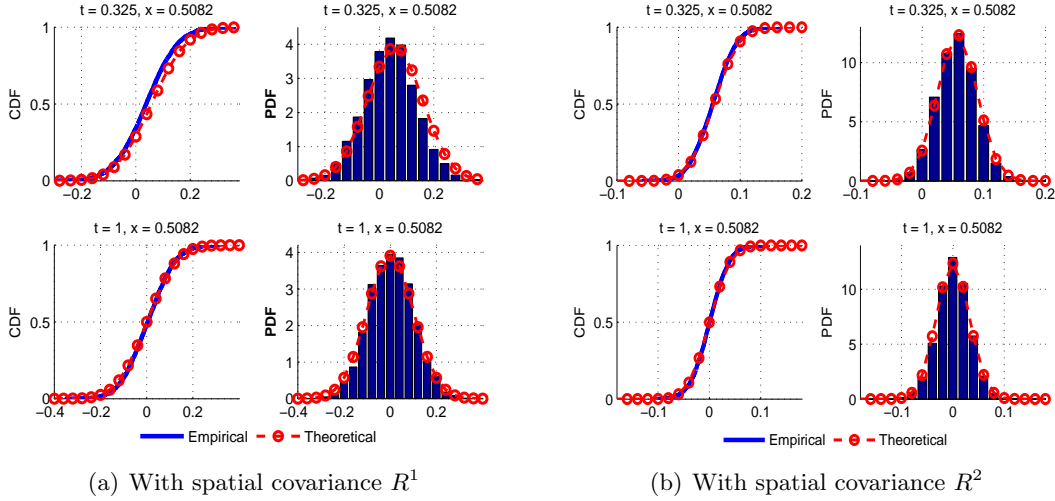 t = 0.325, x = 0.5082
CDF
1
0.5
0
−0.2 0 0.2
t = 0.325, x = 0.5082
PDF
4
3
2
1
−0.2 0 0.2
t = 1, x = 0.5082
CDF
1
0.5
0
−0.4 −0.2 0 0.2
t = 1, x = 0.5082
PDF
4
3
2
1
0
−0.4 −0.2 0 0.2
Empirical Theoretical
(a) With spatial covariance R¹
t = 0.325, x = 0.5082
CDF
1
0.5
0
−0.1 0 0.1 0.2
t = 0.325, x = 0.5082
PDF
10
5
0
−0.1 0 0.1 0.2
t = 1, x = 0.5082
CDF
1
0.5
0
−0.1 0 0.1
t = 1, x = 0.5082
PDF
10
5
0
−0.1 0 0.1
Empirical Theoretical
(b) With spatial covariance R²